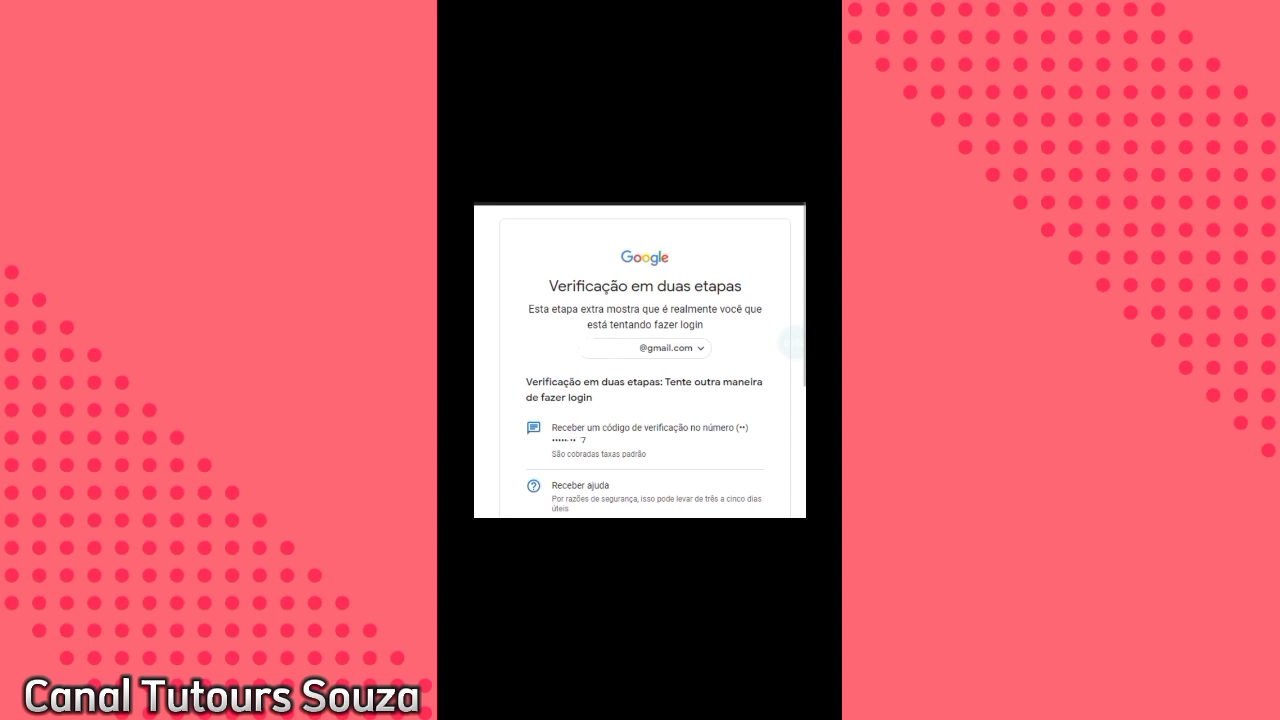 Google
Verificação em duas etapas
Esta etapa extra mostra que é realmente você que
está tentando fazer login
@gmail.com
Verificação em duas etapas: Tente outra maneira
de fazer login
Receber um código de verificação no número (••)
•••••-•• 7
São cobradas taxas padrão
Receber ajuda
Por razões de segurança, isso pode levar de três a cinco dias
úteis
Canal Tutours Souza